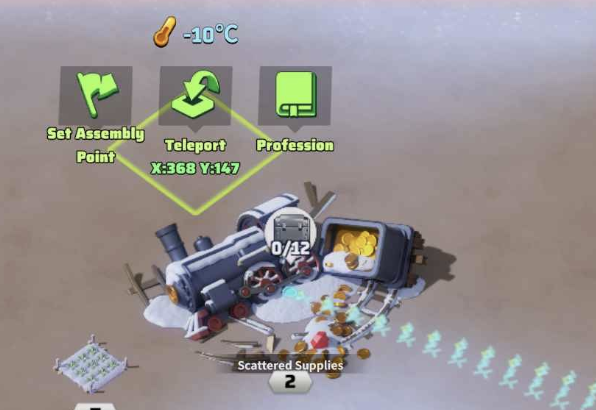 -10°C
Set Assembly
Point
Teleport
X:368 Y:147
Profession
0/12
Scattered Supplies
2